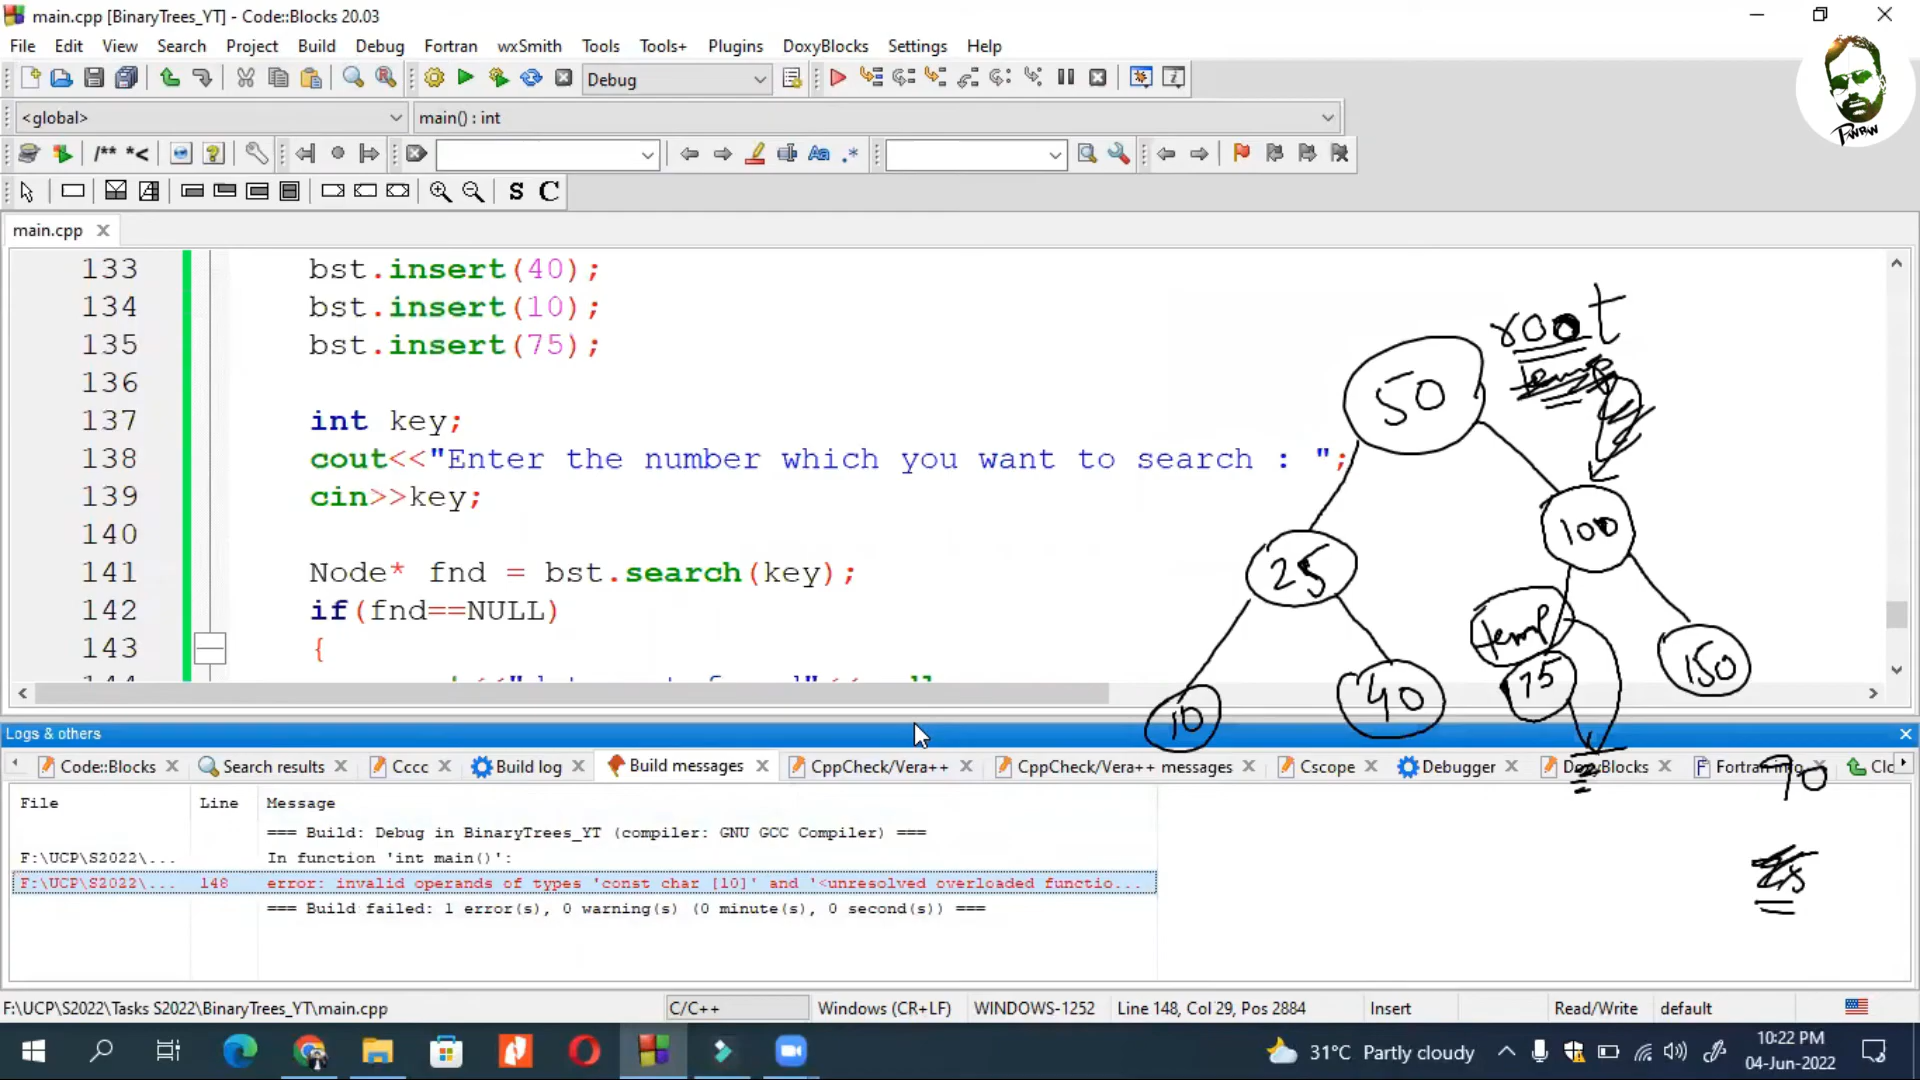 main.cpp [BinaryTrees_YT] - Code::Blocks 20.03
File Edit View Search Project Build Debug Fortran wxSmith Tools Tools+ Plugins DoxyBlocks Settings Help
Debug
<global> main() : int
/** *< Aa .*
S C
main.cpp
133 bst.insert(40);
134 bst.insert(10);
135 bst.insert(75);
136
137 int key;
138 cout<<"Enter the number which you want to search : ";
139 cin>>key;
140
141 Node* fnd = bst.search(key);
142 if(fnd==NULL)
143 {
root
temp
50
100
25
temp
75
150
10
40
70
Logs & others
Code::Blocks Search results Cccc Build log Build messages CppCheck/Vera++ CppCheck/Vera++ messages Cscope Debugger DoxyBlocks Fortran info
File Line Message
=== Build: Debug in BinaryTrees_YT (compiler: GNU GCC Compiler) ===
F:\UCP\S2022\... In function 'int main()':
F:\UCP\S2022\... 148 error: invalid operands of types 'const char [10]' and '<unresolved overloaded functio...
=== Build failed: 1 error(s), 0 warning(s) (0 minute(s), 0 second(s)) ===
F:\UCP\S2022\Tasks S2022\BinaryTrees_YT\main.cpp C/C++ Windows (CR+LF) WINDOWS-1252 Line 148, Col 29, Pos 2884 Insert Read/Write default
31°C Partly cloudy
10:22 PM
04-Jun-2022